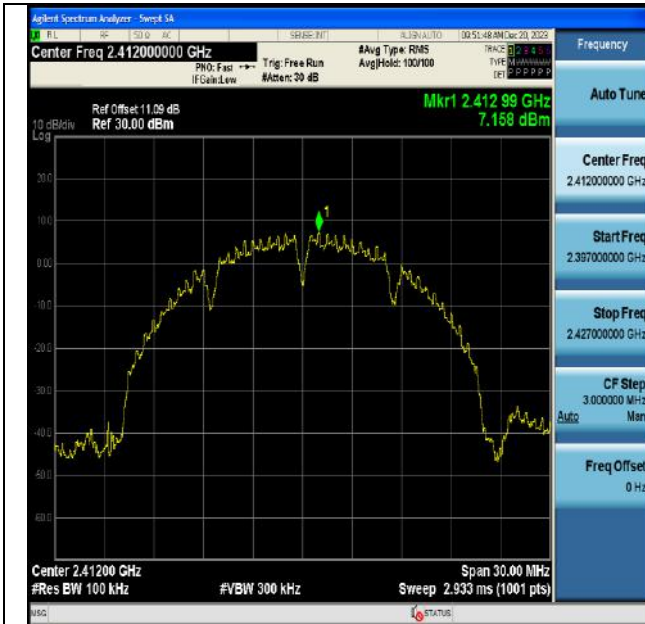 Agilent Spectrum Analyzer - Swept SA
RL RF 50 Ω AC SENSE:INT ALIGN AUTO 09:51:48 AM Dec 20, 2023
Center Freq 2.412000000 GHz
PNO: Fast
IFGain:Low
Trig: Free Run
#Atten: 30 dB
#Avg Type: RMS
Avg|Hold: 100/100
TRACE 1 2 3 4 5 6
TYPE M
DET P P P P P P
Ref Offset 11.09 dB
10 dB/div Ref 30.00 dBm
Log
Mkr1 2.412 99 GHz
7.158 dBm
1
20.0
10.0
0.00
-10.0
-20.0
-30.0
-40.0
-50.0
-60.0
Center 2.41200 GHz Span 30.00 MHz
#Res BW 100 kHz #VBW 300 kHz Sweep 2.933 ms (1001 pts)
MSG STATUS
Frequency
Auto Tune
Center Freq
2.412000000 GHz
Start Freq
2.397000000 GHz
Stop Freq
2.427000000 GHz
CF Step
3.000000 MHz
Auto Man
Freq Offset
0 Hz